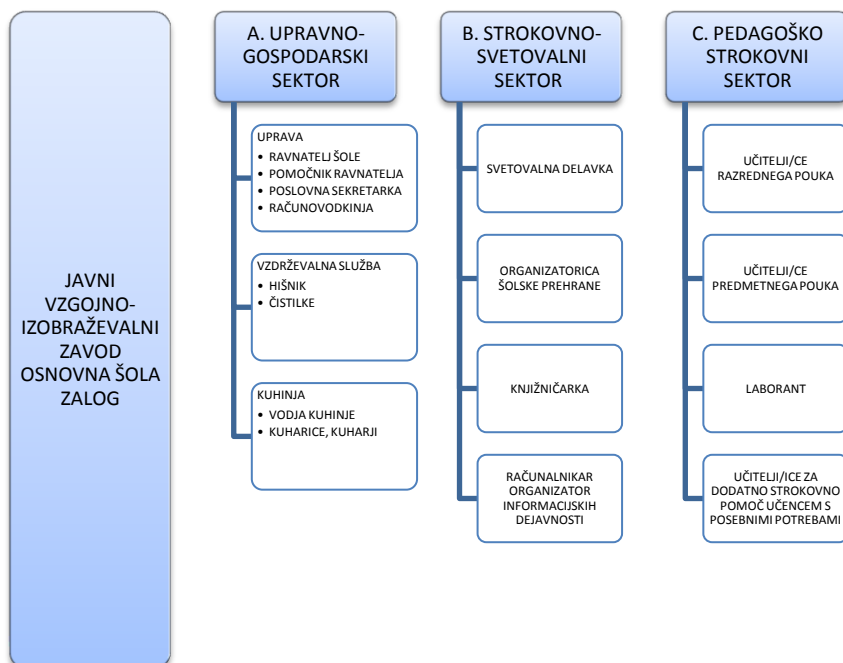 JAVNI
VZGOJNO-
IZOBRAŽEVALNI
ZAVOD
OSNOVNA ŠOLA
ZALOG
A. UPRAVNO-
GOSPODARSKI
SEKTOR
UPRAVA
• RAVNATELJ ŠOLE
• POMOČNIK RAVNATELJA
• POSLOVNA SEKRETARKA
• RAČUNOVODKINJA
VZDRŽEVALNA SLUŽBA
• HIŠNIK
• ČISTILKE
KUHINJA
• VODJA KUHINJE
• KUHARICE, KUHARJI
B. STROKOVNO-
SVETOVALNI
SEKTOR
SVETOVALNA DELAVKA
ORGANIZATORICA
ŠOLSKE PREHRANE
KNJIŽNIČARKA
RAČUNALNIKAR
ORGANIZATOR
INFORMACIJSKIH
DEJAVNOSTI
C. PEDAGOŠKO
STROKOVNI
SEKTOR
UČITELJI/CE
RAZREDNEGA POUKA
UČITELJI/CE
PREDMETNEGA POUKA
LABORANT
UČITELJI/ICE ZA
DODATNO STROKOVNO
POMOČ UČENCEM S
POSEBNIMI POTREBAMI